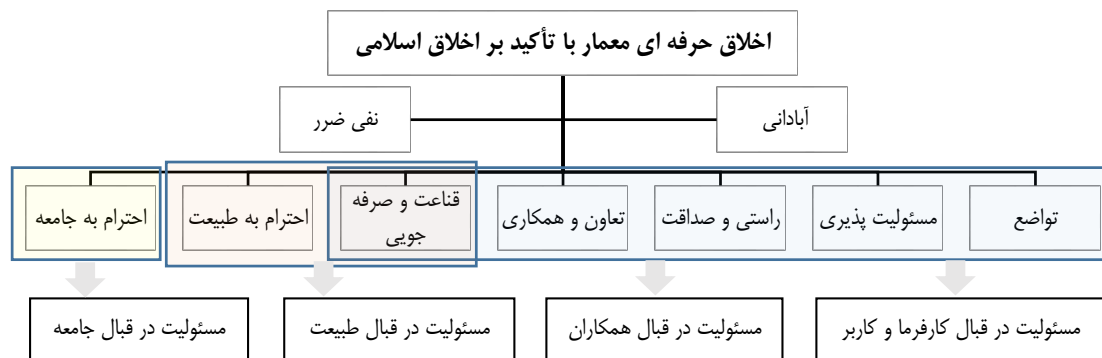 اخلاق حرفه ای معمار با تأکید بر اخلاق اسلامی
آبادانی
نفی ضرر
تواضع
مسئولیت پذیری
راستی و صداقت
تعاون و همکاری
قناعت و صرفه
جویی
احترام به طبیعت
احترام به جامعه
مسئولیت در قبال کارفرما و کاربر
مسئولیت در قبال همکاران
مسئولیت در قبال طبیعت
مسئولیت در قبال جامعه